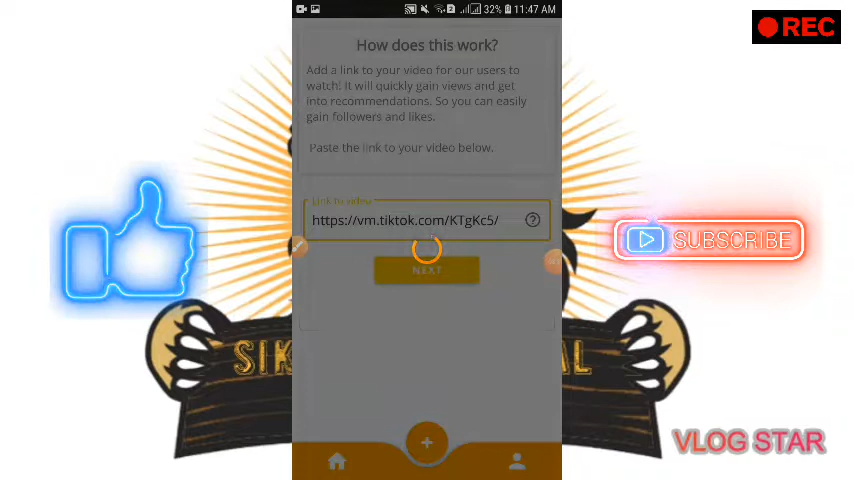 REC
32% 11:47 AM
How does this work?
Add a link to your video for our users to
watch! It will quickly gain views and get
into recommendations. So you can easily
gain followers and likes.
Paste the link to your video below.
Link to video
https://vm.tiktok.com/KTgKc5/
NEXT
SUBSCRIBE
SIK
AL
VLOG STAR